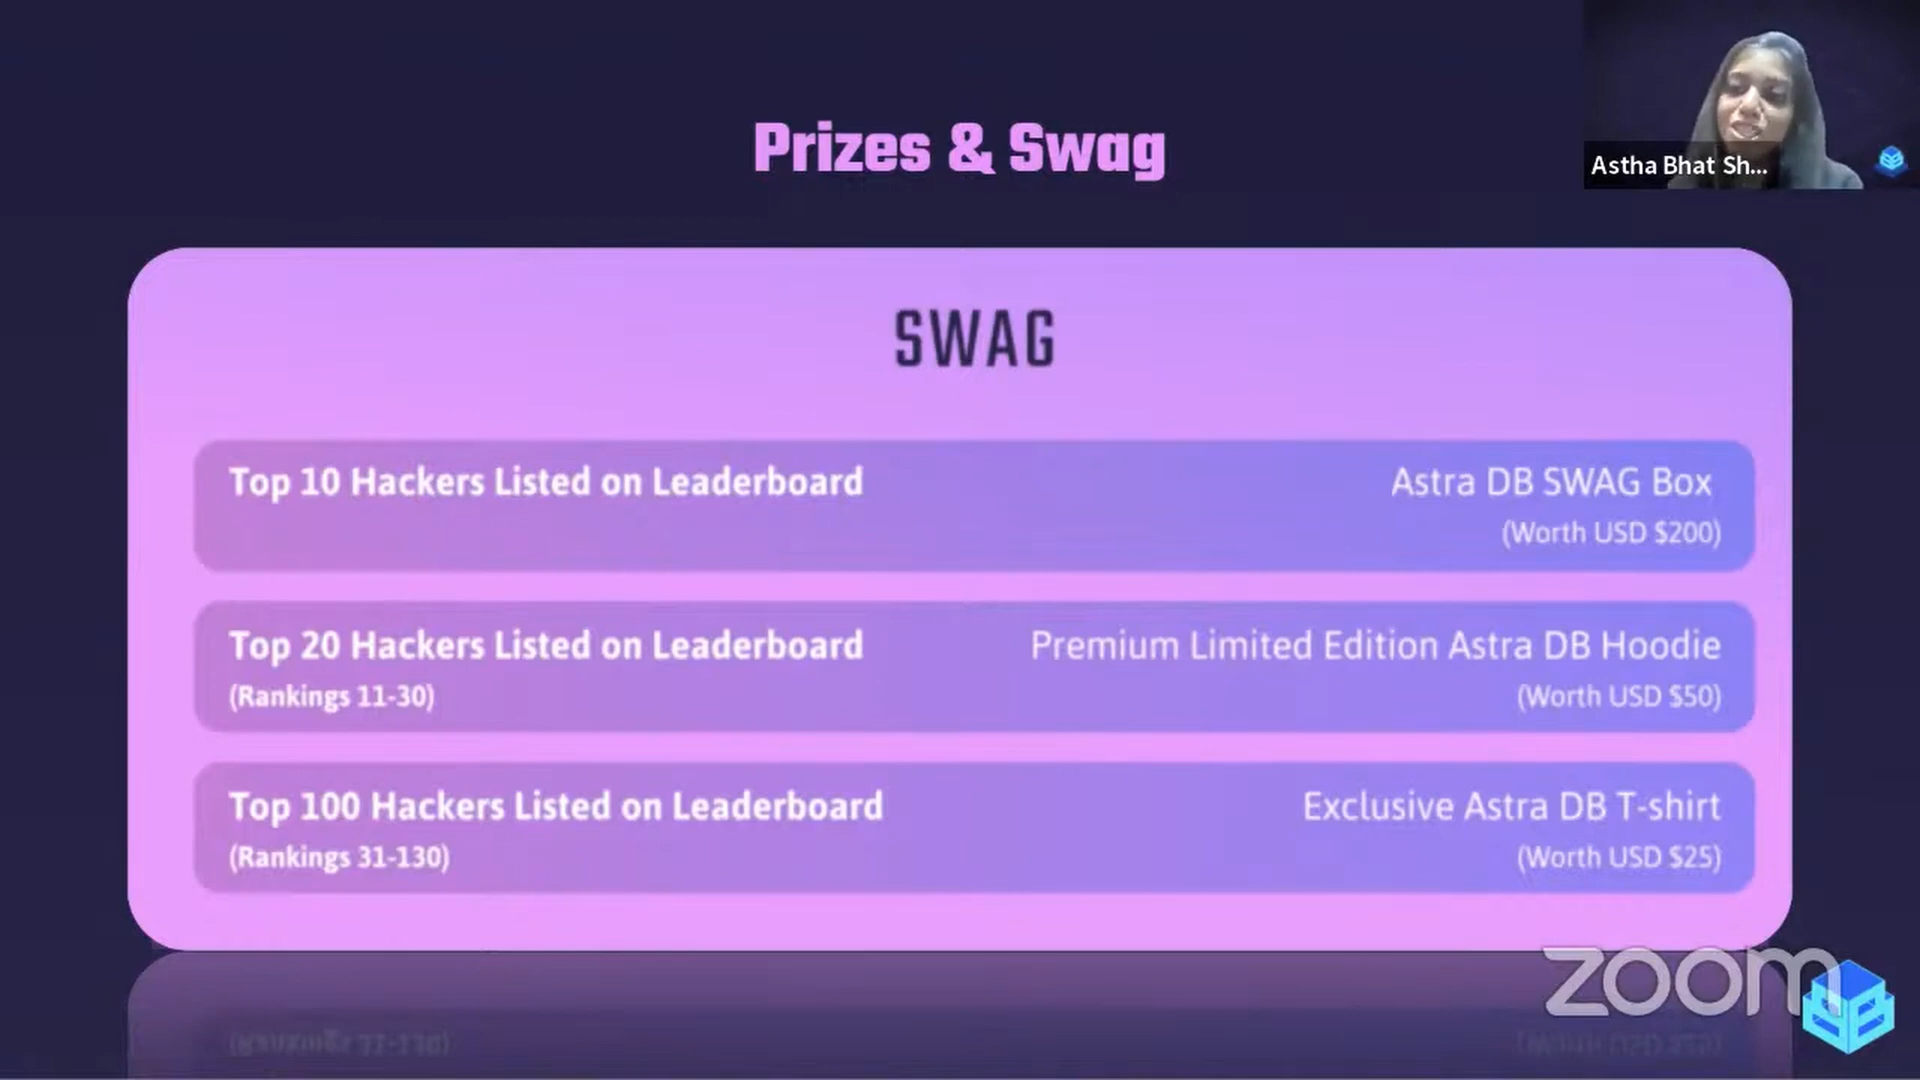 Prizes & Swag
Astha Bhat Sh...
SWAG
Top 10 Hackers Listed on Leaderboard
Astra DB SWAG Box
(Worth USD $200)
Top 20 Hackers Listed on Leaderboard
Premium Limited Edition Astra DB Hoodie
(Rankings 11-30)
(Worth USD $50)
Top 100 Hackers Listed on Leaderboard
Exclusive Astra DB T-shirt
(Rankings 31-130)
(Worth USD $25)
zoom